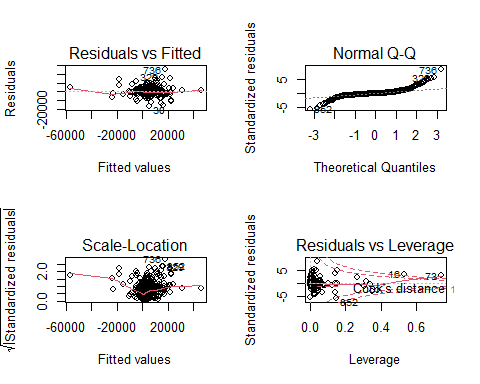 Residuals vs Fitted
Residuals
-20000
736
-60000 -20000 20000
Fitted values
Normal Q-Q
Standardized residuals
-5 5
736
-3 -2 -1 0 1 2 3
Theoretical Quantiles
Scale-Location
√|Standardized residuals|
0.0 2.0
736
-60000 -20000 20000
Fitted values
Residuals vs Leverage
Standardized residuals
-5 5
Cook's distance
1
0.0 0.2 0.4 0.6
Leverage